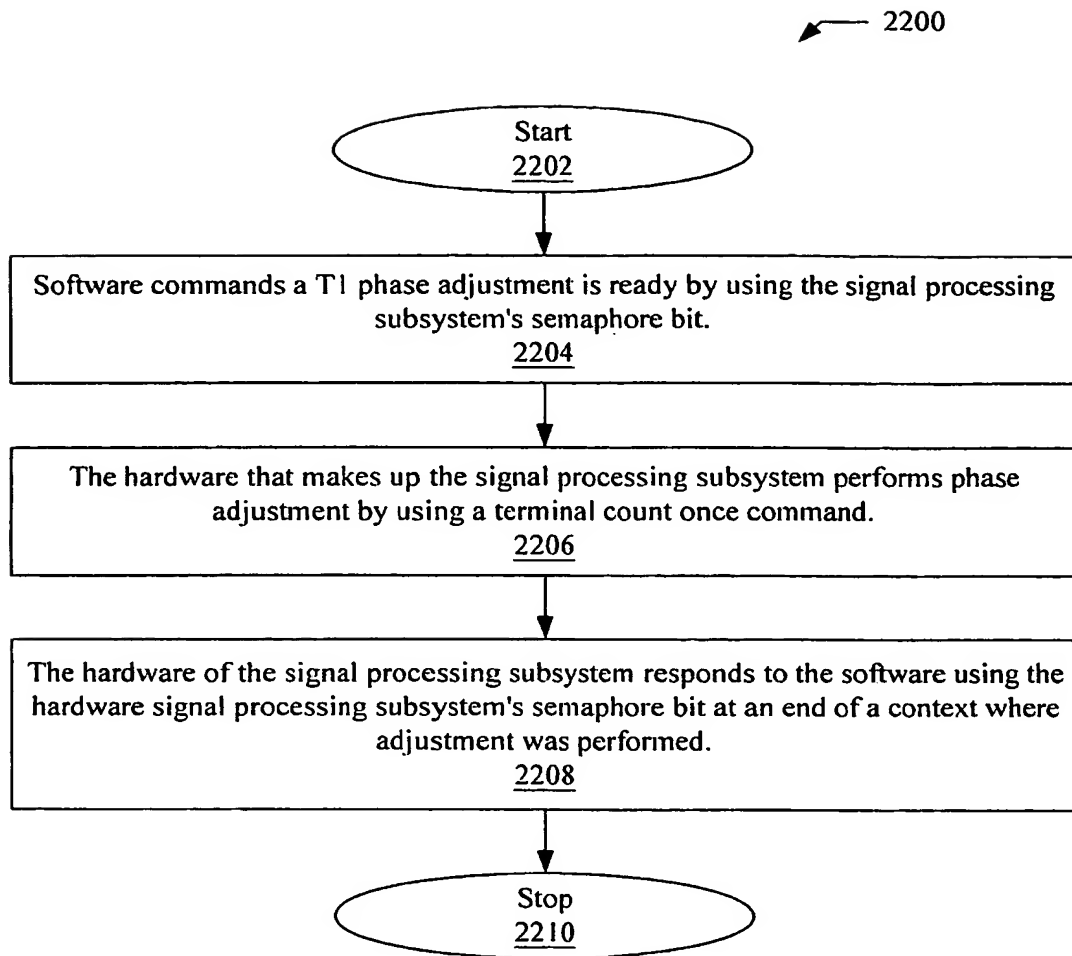 2200
Start
2202
Software commands a T1 phase adjustment is ready by using the signal processing
subsystem's semaphore bit.
2204
The hardware that makes up the signal processing subsystem performs phase
adjustment by using a terminal count once command.
2206
The hardware of the signal processing subsystem responds to the software using the
hardware signal processing subsystem's semaphore bit at an end of a context where
adjustment was performed.
2208
Stop
2210